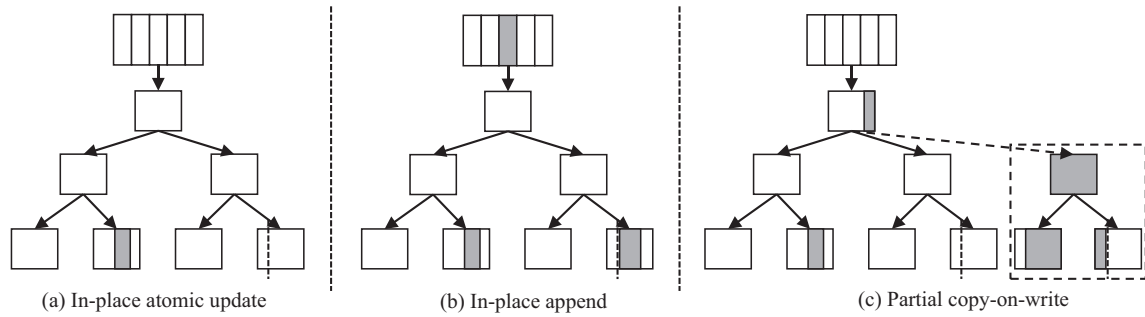 (a) In-place atomic update
(b) In-place append
(c) Partial copy-on-write